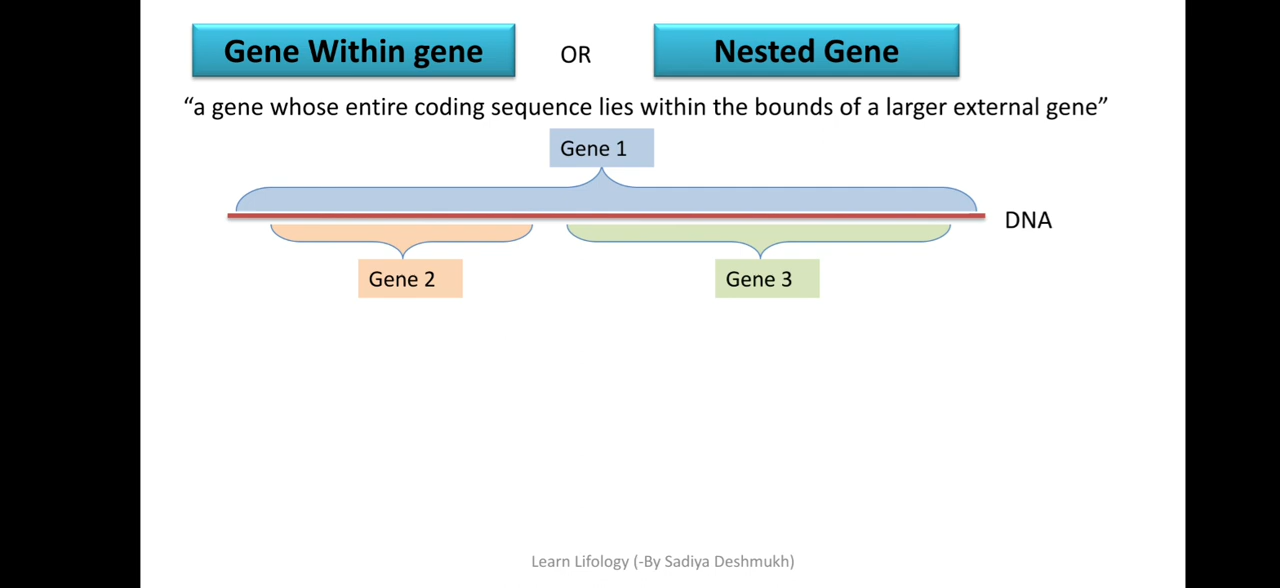 Gene Within gene OR Nested Gene
“a gene whose entire coding sequence lies within the bounds of a larger external gene”
Gene 1
DNA
Gene 2 Gene 3
Learn Lifology (-By Sadiya Deshmukh)